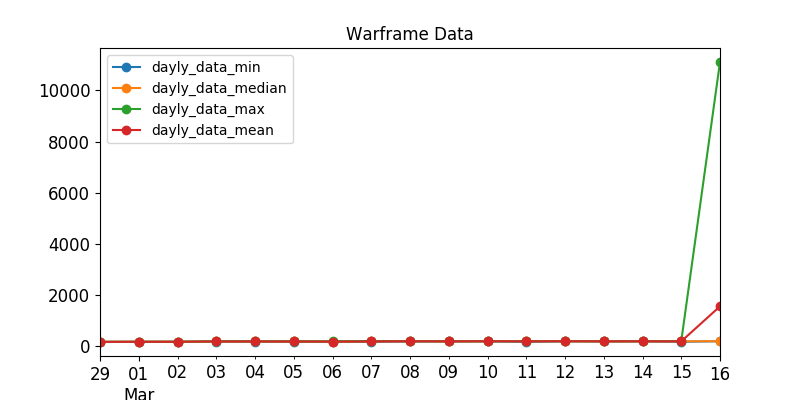 Warframe Data
dayly_data_min
dayly_data_median
dayly_data_max
dayly_data_mean
10000
8000
6000
4000
2000
0
29 01 02 03 04 05 06 07 08 09 10 11 12 13 14 15 16
Mar